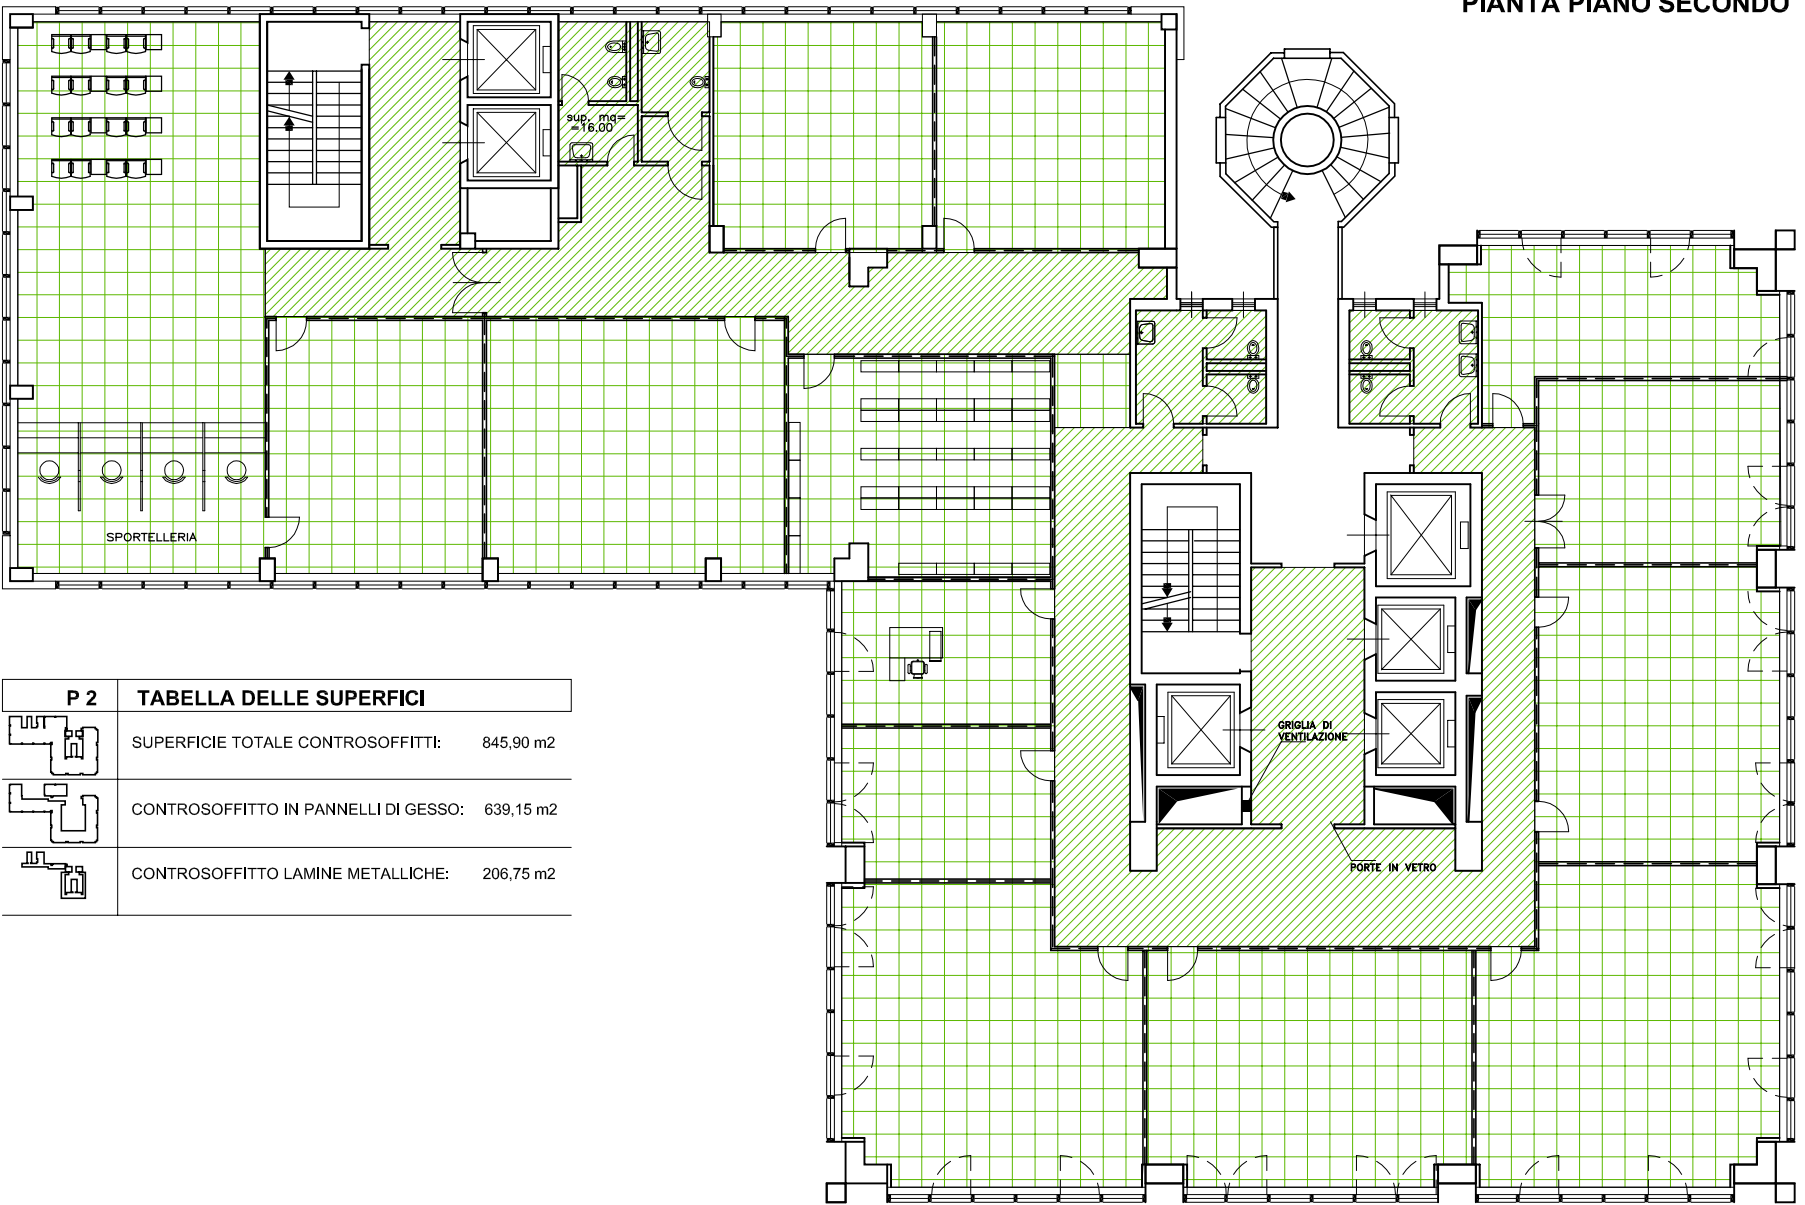 PIANTA PIANO SECONDO
sup. mq=
=16.00
SPORTELLERIA
GRIGLIA DI
VENTILAZIONE
PORTE IN VETRO
P 2 TABELLA DELLE SUPERFICI
SUPERFICIE TOTALE CONTROSOFFITTI: 845,90 m2
CONTROSOFFITTO IN PANNELLI DI GESSO: 639,15 m2
CONTROSOFFITTO LAMINE METALLICHE: 206,75 m2